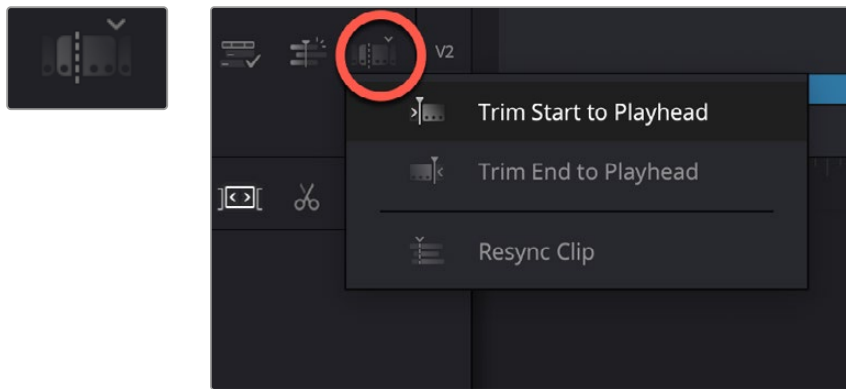 V2
Trim Start to Playhead
Trim End to Playhead
Resync Clip